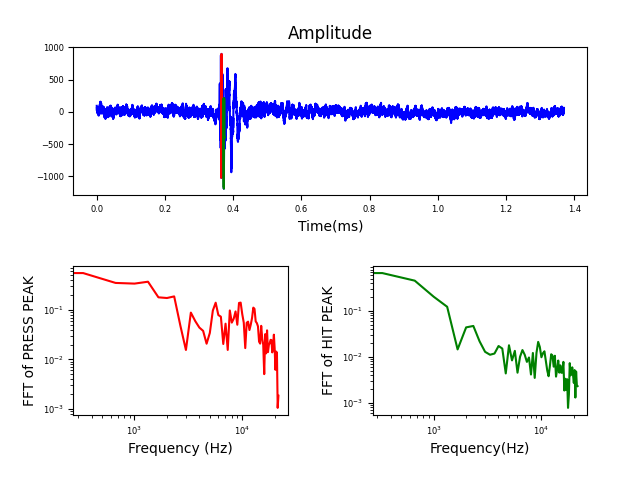 Amplitude
1000
500
0
−500
−1000
0.0 0.2 0.4 0.6 0.8 1.0 1.2 1.4
Time(ms)
FFT of PRESS PEAK
10⁻¹
10⁻²
10⁻³
10³ 10⁴
Frequency (Hz)
FFT of HIT PEAK
10⁻¹
10⁻²
10⁻³
10³ 10⁴
Frequency(Hz)